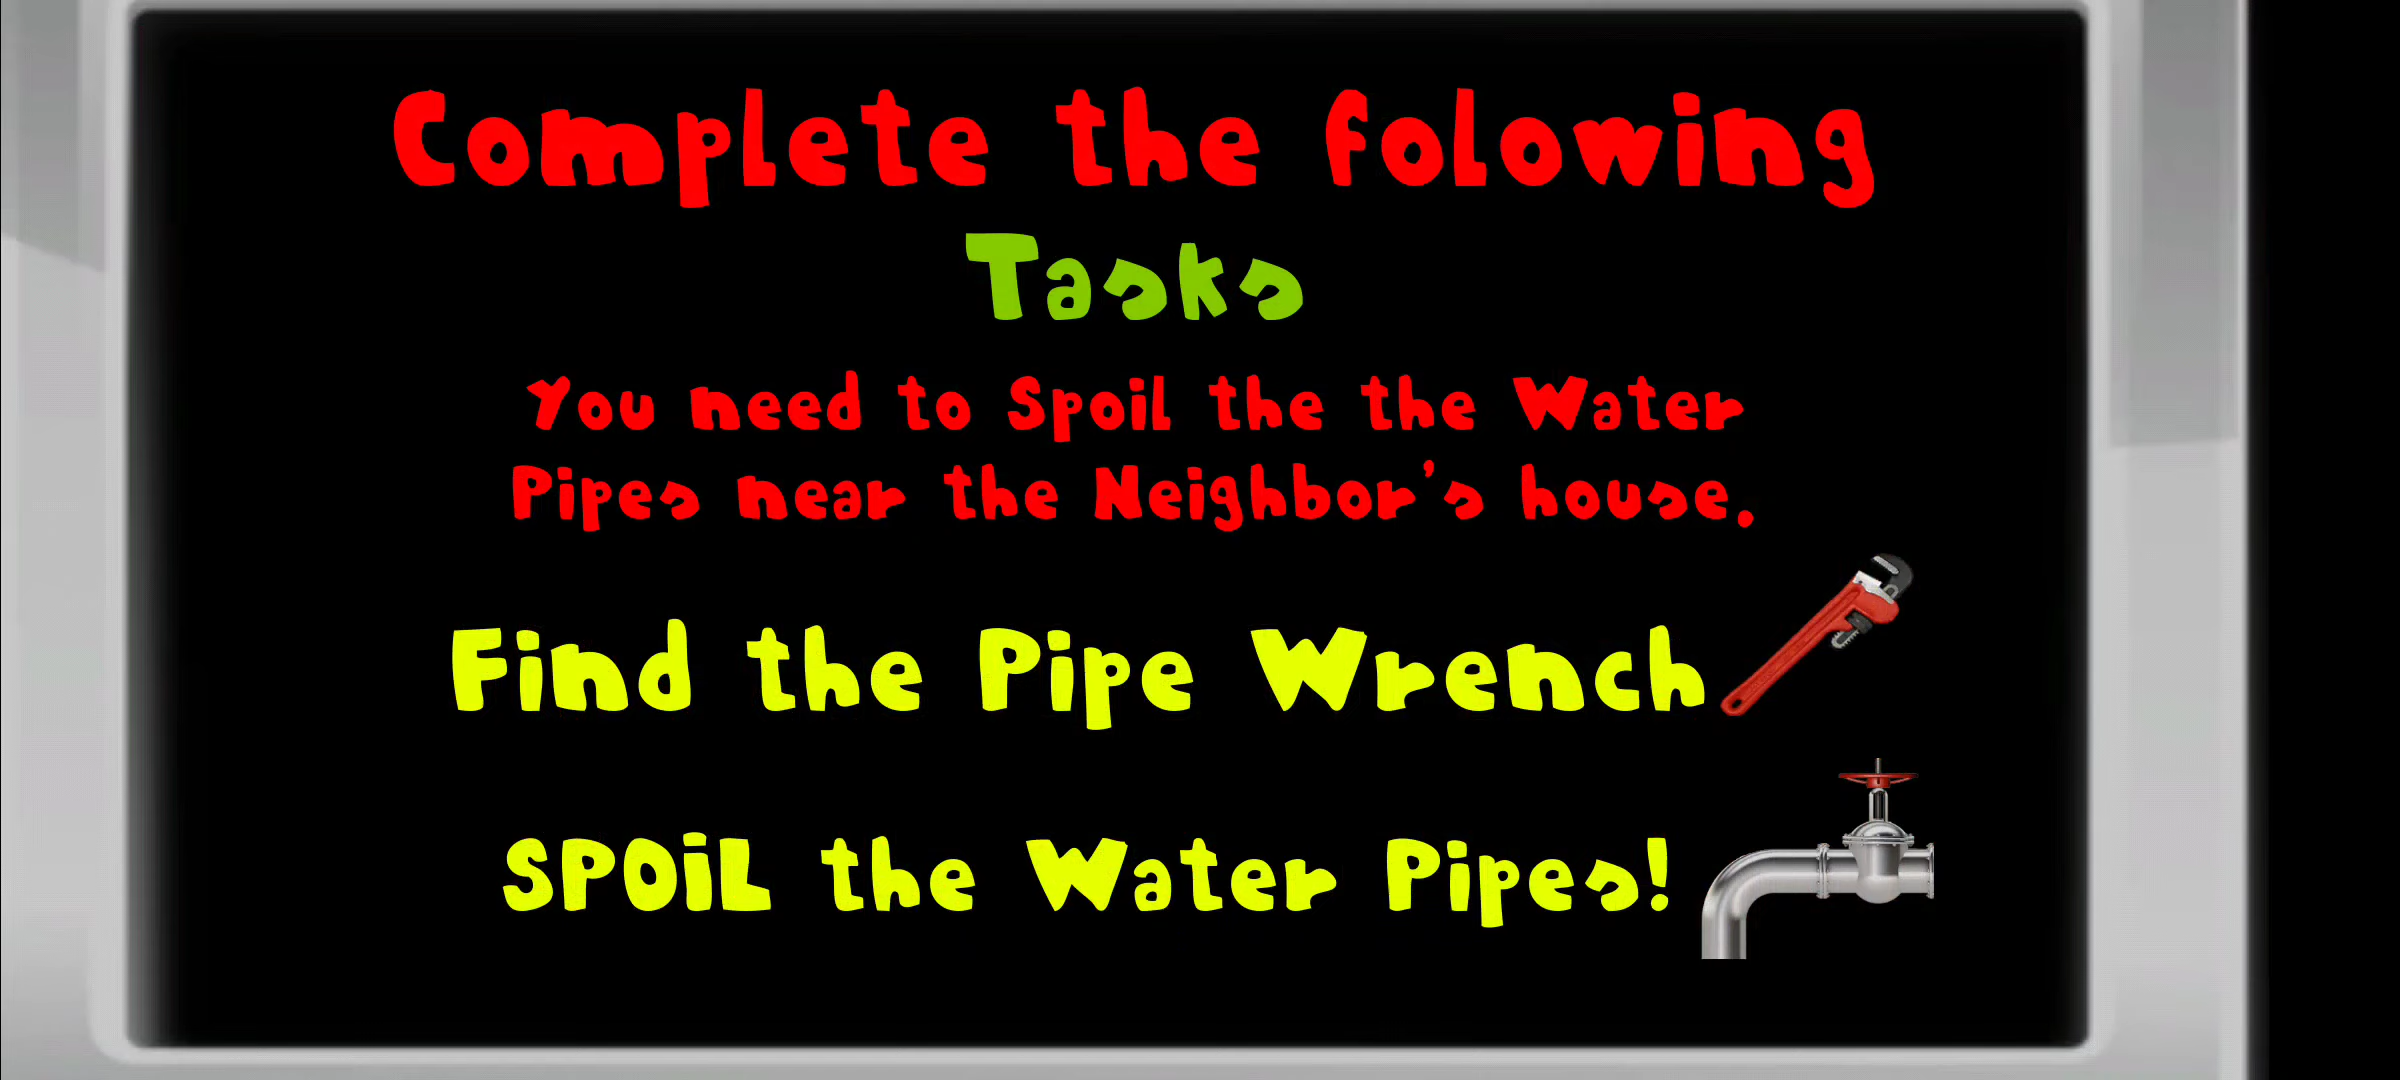 Complete the folowing
Tasks
You need to Spoil the the Water
Pipes near the Neighbor's house.
Find the Pipe Wrench
SPOiL the Water Pipes!